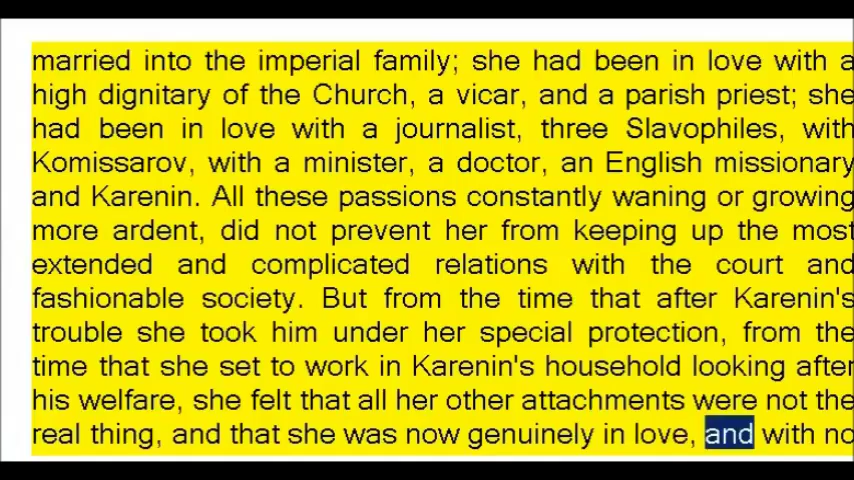 married into the imperial family; she had been in love with a
high dignitary of the Church, a vicar, and a parish priest; she
had been in love with a journalist, three Slavophiles, with
Komissarov, with a minister, a doctor, an English missionary
and Karenin. All these passions constantly waning or growing
more ardent, did not prevent her from keeping up the most
extended and complicated relations with the court and
fashionable society. But from the time that after Karenin's
trouble she took him under her special protection, from the
time that she set to work in Karenin's household looking after
his welfare, she felt that all her other attachments were not the
real thing, and that she was now genuinely in love, and with no